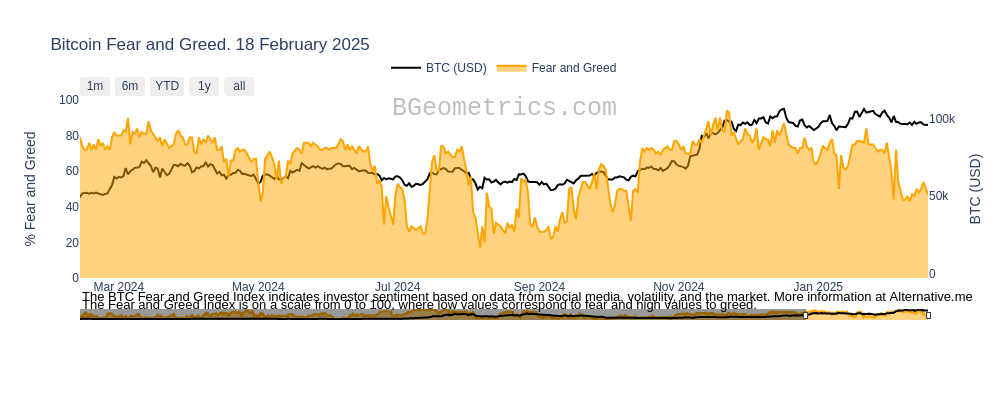 Bitcoin Fear and Greed. 18 February 2025
BTC (USD) Fear and Greed
1m 6m YTD 1y all
BGeometrics.com
100
80
60
40
20
0
% Fear and Greed
100k
50k
0
BTC (USD)
Mar 2024 May 2024 Jul 2024 Sep 2024 Nov 2024 Jan 2025
The BTC Fear and Greed Index indicates investor sentiment based on data from social media, volatility, and the market. More information at Alternative.me
The Fear and Greed Index is on a scale from 0 to 100, where low values correspond to fear and high values to greed.